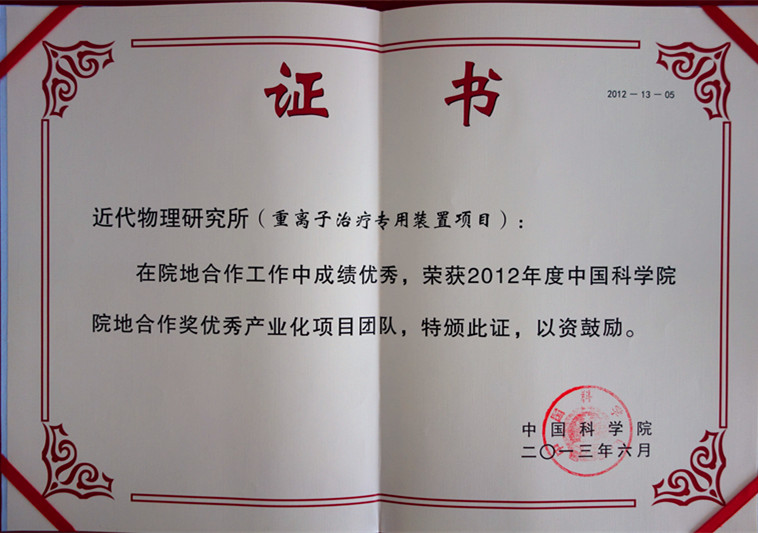 证书
2012－13－05
近代物理研究所（重离子治疗专用装置项目）：
在院地合作工作中成绩优秀，荣获2012年度中国科学院
院地合作奖优秀产业化项目团队，特颁此证，以资鼓励。
中国科学院
二〇一三年六月